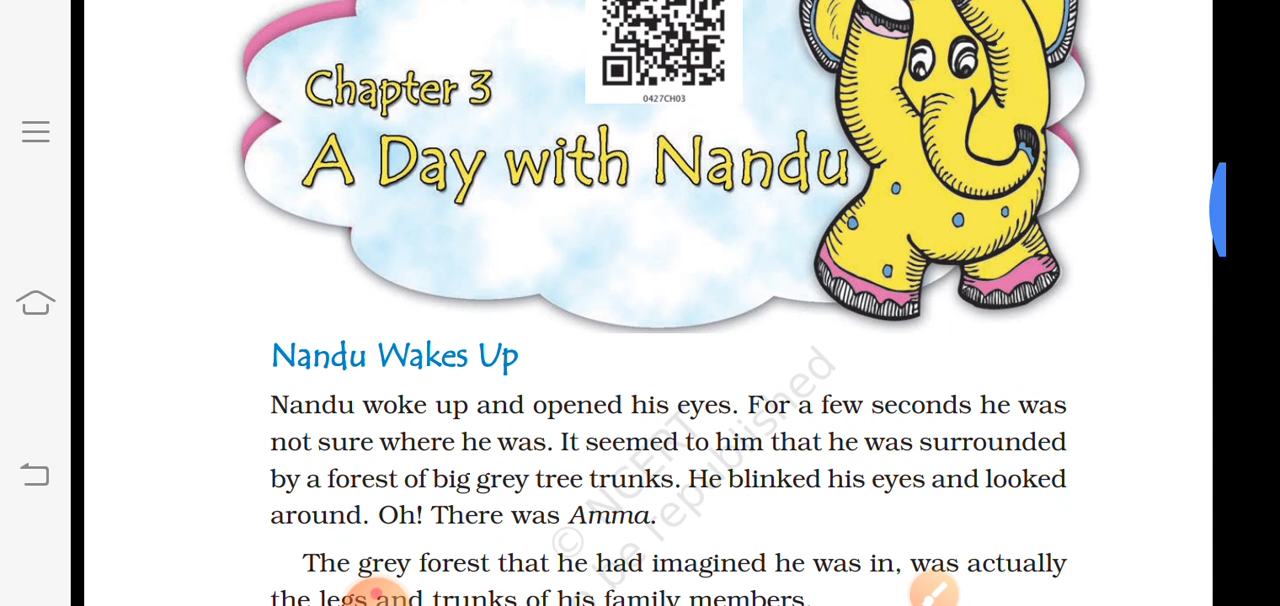 0427CH03
Chapter 3
A Day with Nandu
Nandu Wakes Up
Nandu woke up and opened his eyes. For a few seconds he was
not sure where he was. It seemed to him that he was surrounded
by a forest of big grey tree trunks. He blinked his eyes and looked
around. Oh! There was Amma.
The grey forest that he had imagined he was in, was actually
the legs and trunks of his family members.
© NCERT
be republished